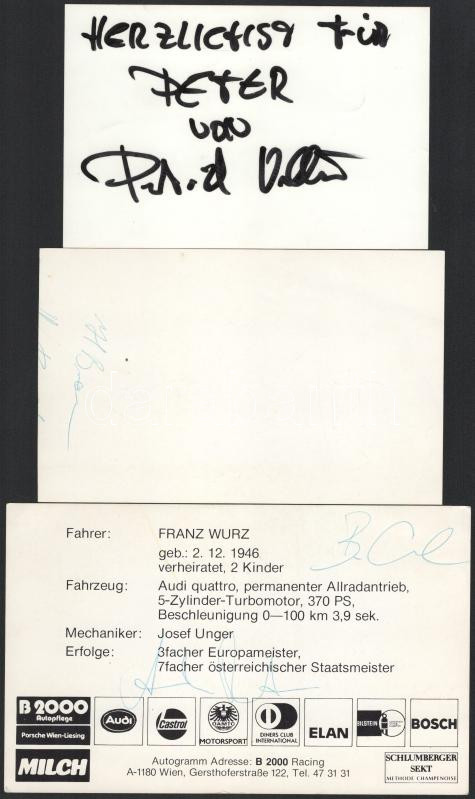 HERZLICHST FÜR
PETER
VON
Fahrer: FRANZ WURZ
geb.: 2. 12. 1946
verheiratet, 2 Kinder
Fahrzeug: Audi quattro, permanenter Allradantrieb,
5-Zylinder-Turbomotor, 370 PS,
Beschleunigung 0—100 km 3,9 sek.
Mechaniker: Josef Unger
Erfolge: 3facher Europameister,
7facher österreichischer Staatsmeister
B 2000
Autopflege
Porsche Wien-Liesing
Audi
Castrol
ÖAMTC
MOTORSPORT
DINERS CLUB
INTERNATIONAL
ELAN
BILSTEIN
BOSCH
MILCH
Autogramm Adresse: B 2000 Racing
A-1180 Wien, Gersthoferstraße 122, Tel. 47 31 31
SCHLUMBERGER
SEKT
METHODE CHAMPENOISE